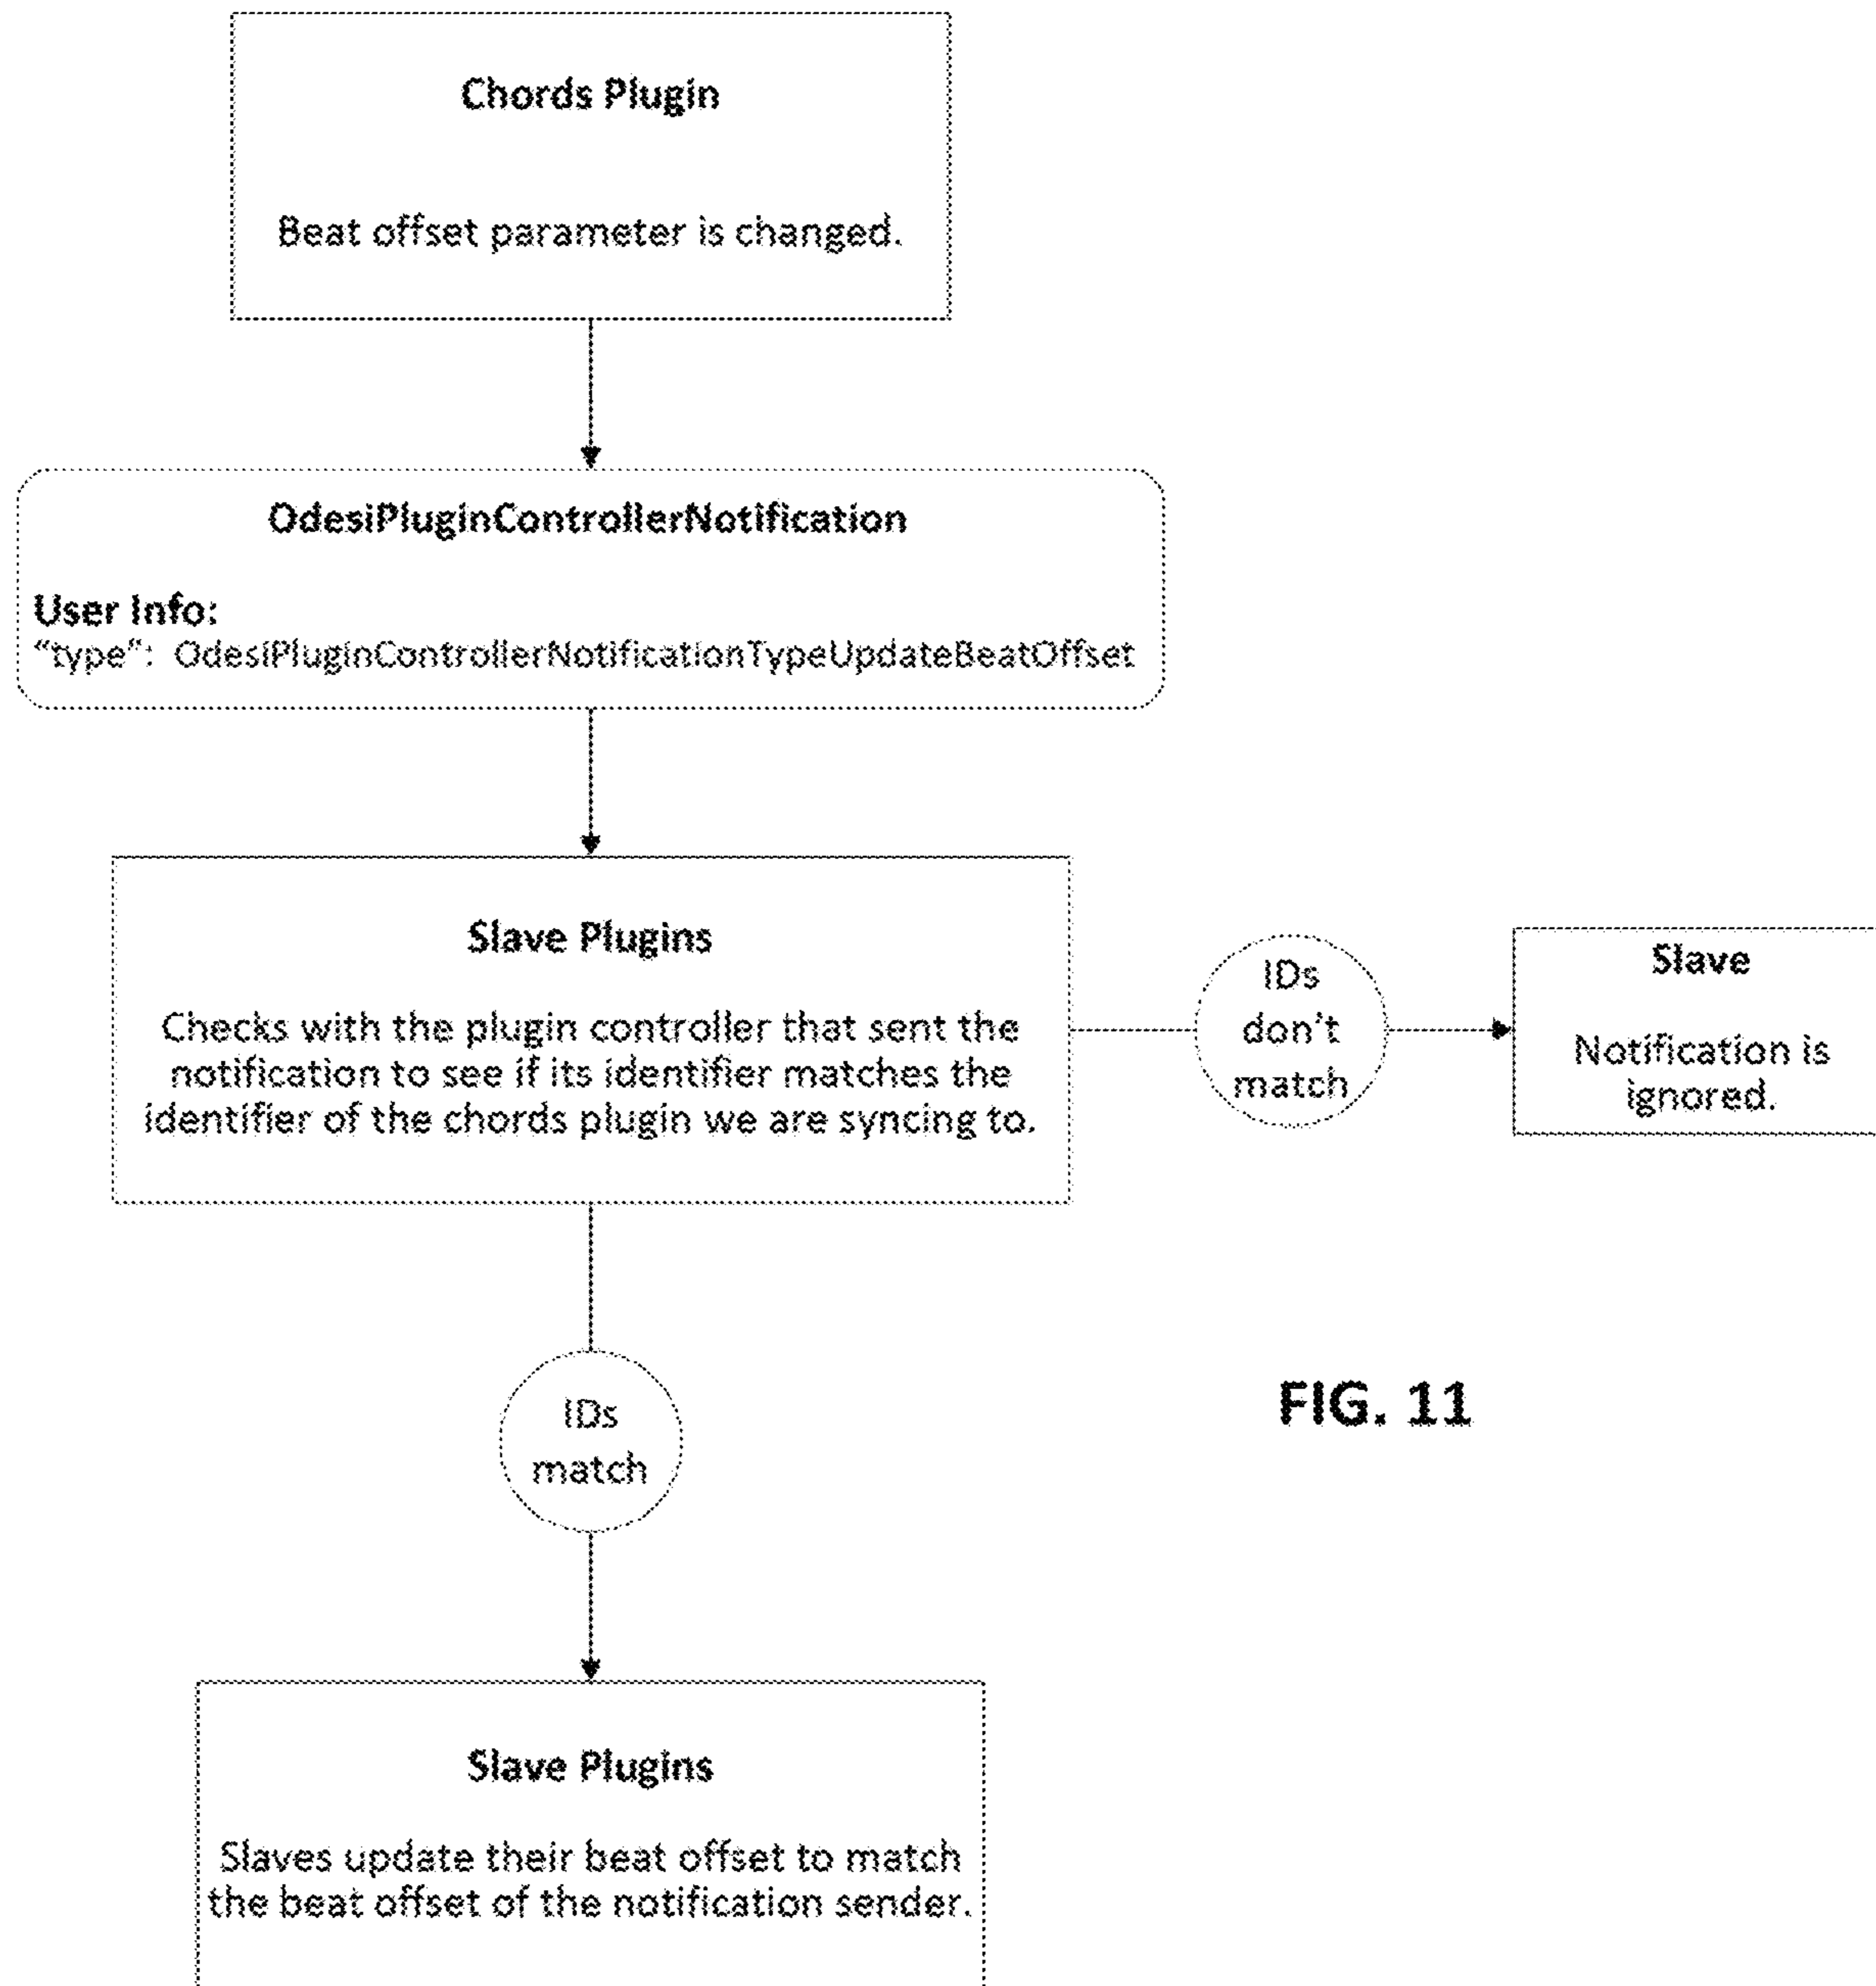 Chords Plugin
Beat offset parameter is changed.
OdesiPluginControllerNotification
User Info:
“type“: OdesiPluginControllerNotificationTypeUpdateBeatOffset
Slave Plugins
Checks with the plugin controller that sent the
notification to see if its identifier matches the
identifier of the chords plugin we are syncing to.
IDs
don’t
match
Slave
Notification is
ignored.
IDs
match
FIG. 11
Slave Plugins
Slaves update their beat offset to match
the beat offset of the notification sender.